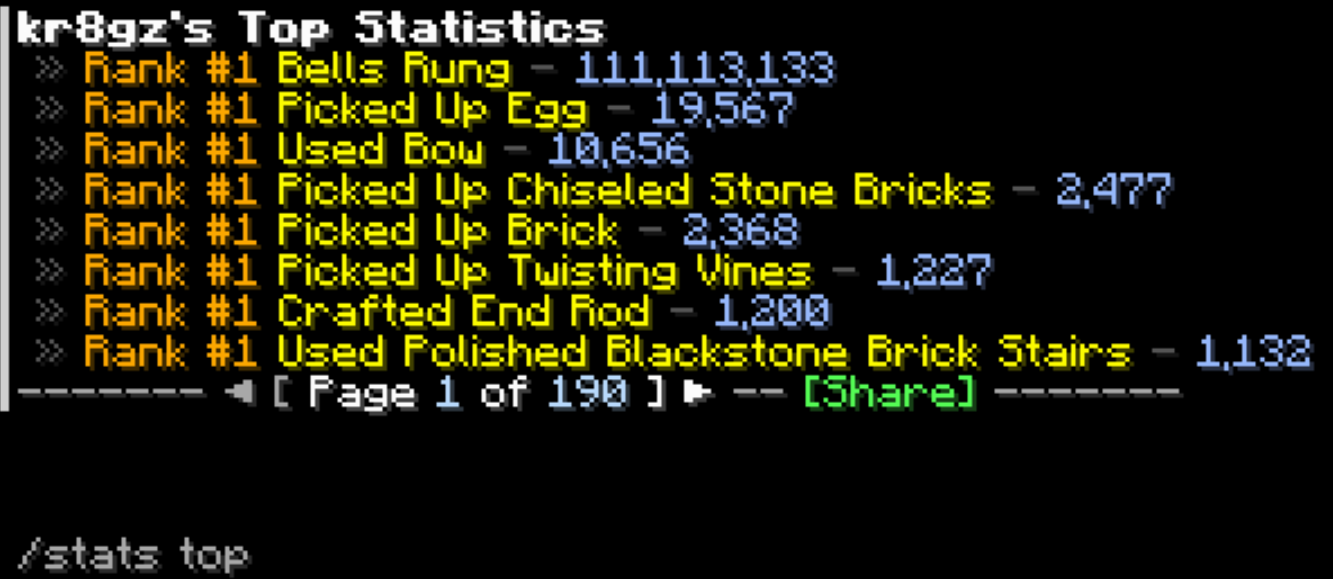 kr8gz's Top Statistics
» Rank #1 Bells Rung - 111,113,133
» Rank #1 Picked Up Egg - 19,567
» Rank #1 Used Bow - 10,656
» Rank #1 Picked Up Chiseled Stone Bricks - 2,477
» Rank #1 Picked Up Brick - 2,368
» Rank #1 Picked Up Twisting Vines - 1,227
» Rank #1 Crafted End Rod - 1,200
» Rank #1 Used Polished Blackstone Brick Stairs - 1,132
------- ◀ [ Page 1 of 190 ] ▶ -- [Share] -------
/stats top